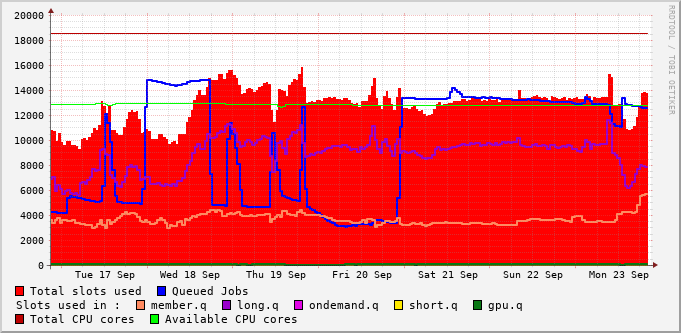 20000
18000
16000
14000
12000
10000
8000
6000
4000
2000
0
Tue 17 Sep Wed 18 Sep Thu 19 Sep Fri 20 Sep Sat 21 Sep Sun 22 Sep Mon 23 Sep
Total slots used Queued Jobs
Slots used in : member.q long.q ondemand.q short.q gpu.q
Total CPU cores Available CPU cores
RRDTOOL / TOBI OETIKER